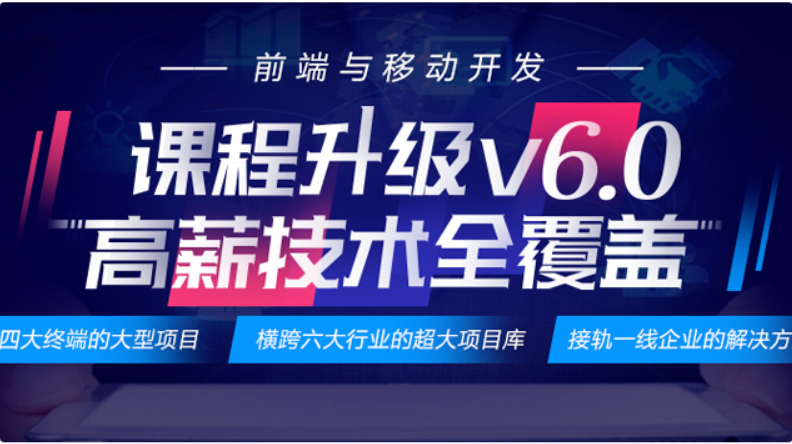 前端与移动开发
课程升级v6.0
高薪技术全覆盖
四大终端的大型项目
横跨六大行业的超大项目库
接轨一线企业的解决方